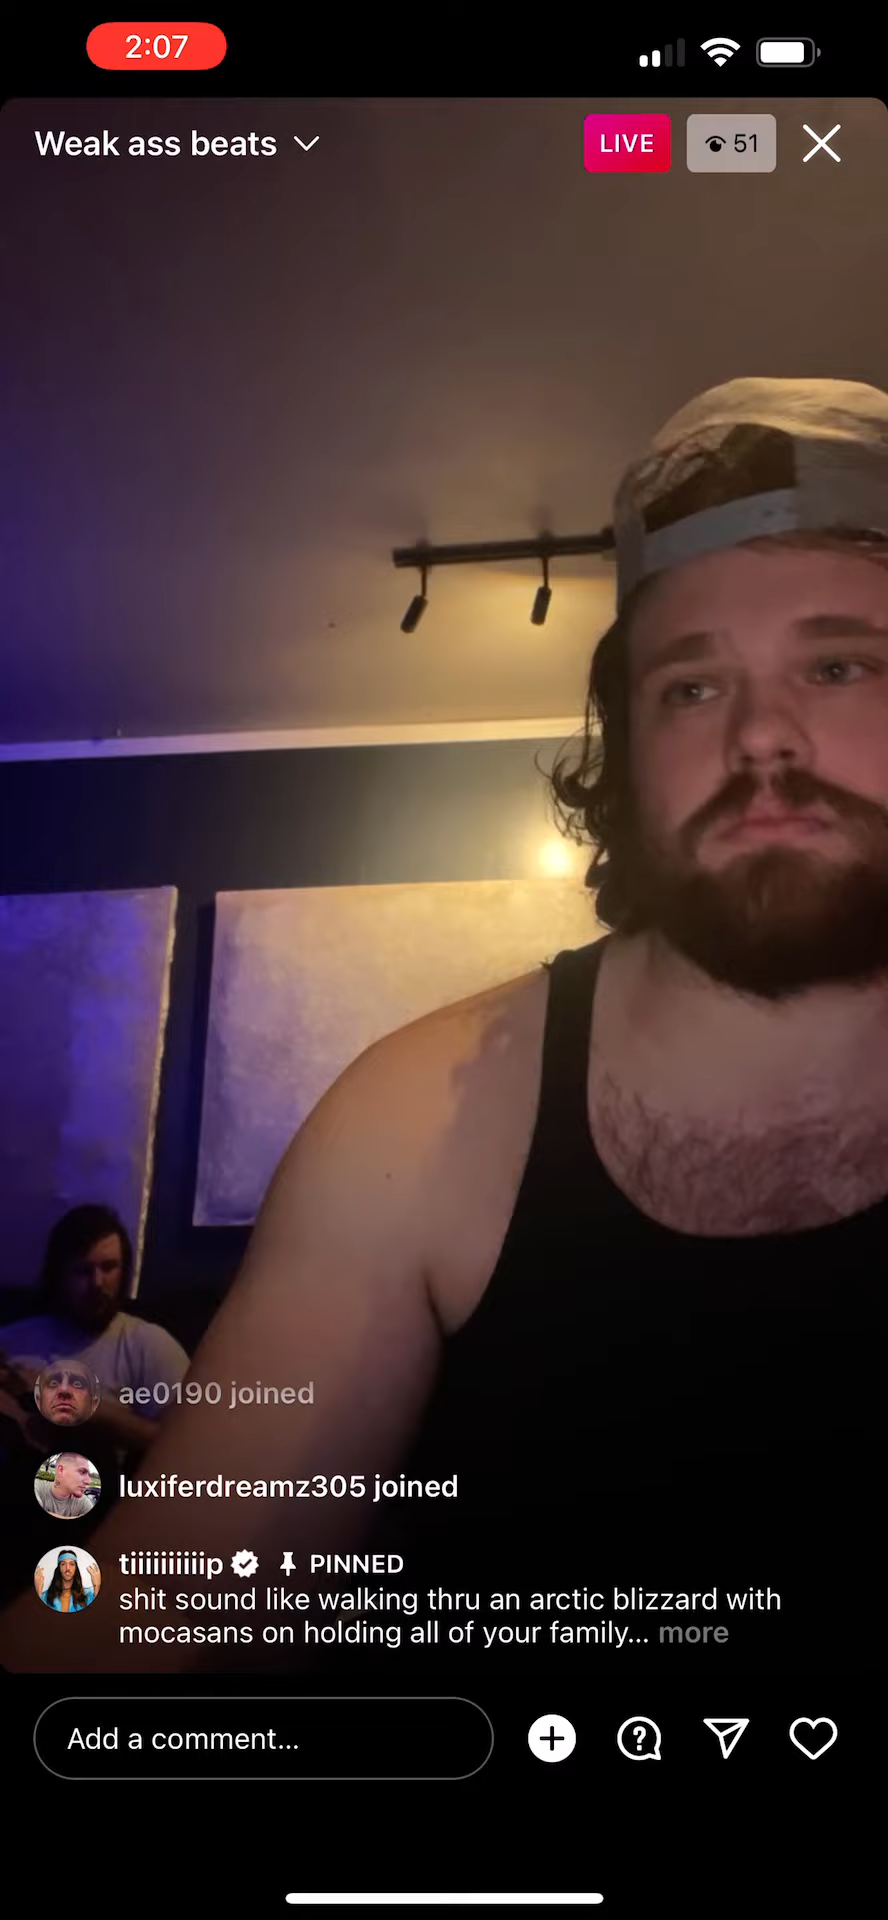 2:07
Weak ass beats
LIVE
51
ae0190 joined
luxiferdreamz305 joined
tiiiiiiiiiip PINNED
shit sound like walking thru an arctic blizzard with
mocasans on holding all of your family... more
Add a comment...